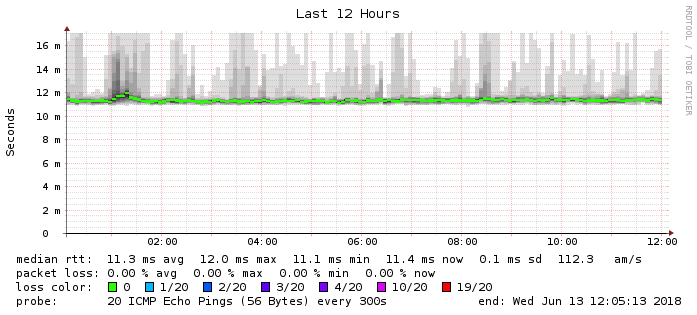 Last 12 Hours
RRDTOOL / TOBI OETIKER
Seconds
16 m
14 m
12 m
10 m
8 m
6 m
4 m
2 m
0
02:00 04:00 06:00 08:00 10:00 12:00
median rtt: 11.3 ms avg 12.0 ms max 11.1 ms min 11.4 ms now 0.1 ms sd 112.3 am/s
packet loss: 0.00 % avg 0.00 % max 0.00 % min 0.00 % now
loss color: 0 1/20 2/20 3/20 4/20 10/20 19/20
probe: 20 ICMP Echo Pings (56 Bytes) every 300s end: Wed Jun 13 12:05:13 2018